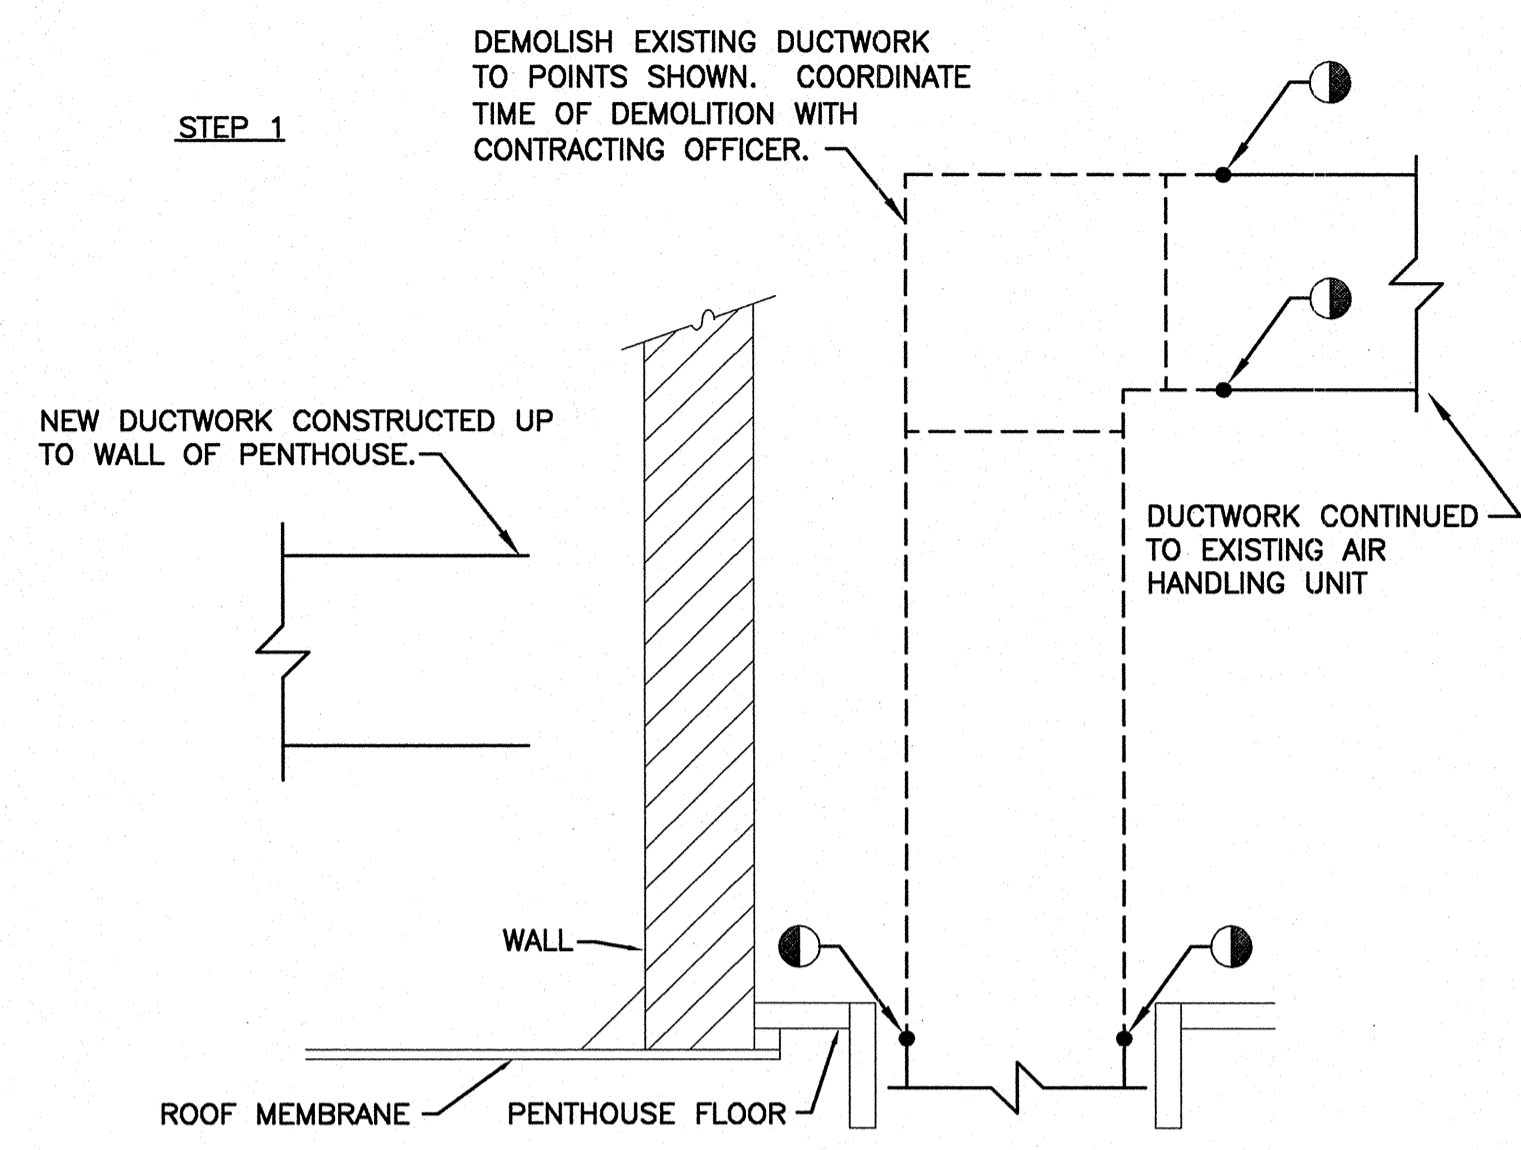 STEP 1
DEMOLISH EXISTING DUCTWORK
TO POINTS SHOWN. COORDINATE
TIME OF DEMOLITION WITH
CONTRACTING OFFICER.
NEW DUCTWORK CONSTRUCTED UP
TO WALL OF PENTHOUSE.
DUCTWORK CONTINUED
TO EXISTING AIR
HANDLING UNIT
WALL
ROOF MEMBRANE
PENTHOUSE FLOOR